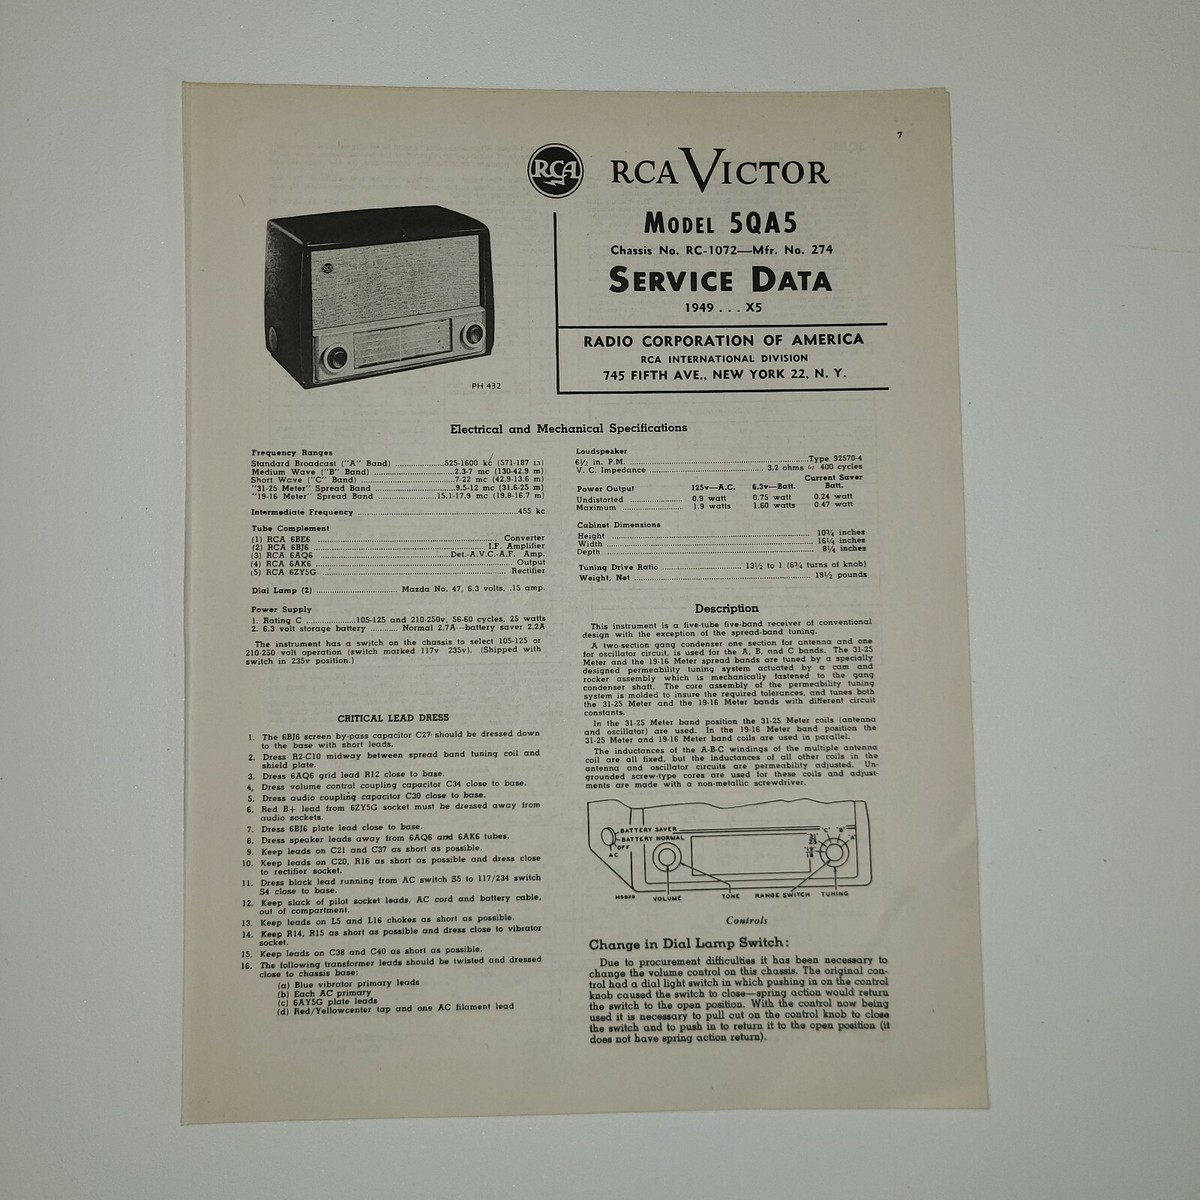 7
RCA
RCA VICTOR
MODEL 5QA5
Chassis No. RC-1072—Mfr. No. 274
SERVICE DATA
1949 . . . X5
RADIO CORPORATION OF AMERICA
RCA INTERNATIONAL DIVISION
745 FIFTH AVE., NEW YORK 22, N. Y.
PH 432
Electrical and Mechanical Specifications
Frequency Ranges
Standard Broadcast ("A" Band) ....................525-1600 kc (571-187 m)
Medium Wave ("B" Band) ....................2.3-7 mc (130-42.9 m)
Short Wave ("C" Band) ....................7-22 mc (42.9-13.6 m)
"31-25 Meter" Spread Band ....................9.5-12 mc (31.6-25 m)
"19-16 Meter" Spread Band ....................15.1-17.9 mc (19.8-16.7 m)
Intermediate Frequency ....................455 kc
Tube Complement
(1) RCA 6BE6 .................... Converter
(2) RCA 6BJ6 .................... I.F. Amplifier
(3) RCA 6AQ6 ....................Det.-A.V.C.-A.F. Amp.
(4) RCA 6AK6 .................... Output
(5) RCA 6ZY5G .................... Rectifier
Dial Lamp (2) .................... Mazda No. 47, 6.3 volts, .15 amp.
Power Supply
1. Rating C ....................105-125 and 210-250v, 56-60 cycles, 25 watts
2. 6.3 volt storage battery .......... Normal 2.7A—battery saver 2.2A
The instrument has a switch on the chassis to select 105-125 or
210-250 volt operation (switch marked 117v 235v). (Shipped with
switch in 235v position.)
CRITICAL LEAD DRESS
1. The 6BJ6 screen by-pass capacitor C27 should be dressed down
to the base with short leads.
2. Dress R2-C10 midway between spread band tuning coil and
shield plate.
3. Dress 6AQ6 grid lead R12 close to base.
4. Dress volume control coupling capacitor C34 close to base.
5. Dress audio coupling capacitor C30 close to base.
6. Red B+ lead from 6ZY5G socket must be dressed away from
audio sockets.
7. Dress 6BJ6 plate lead close to base.
8. Dress speaker leads away from 6AQ6 and 6AK6 tubes.
9. Keep leads on C21 and C37 as short as possible.
10. Keep leads on C20, R16 as short as possible and dress close
to rectifier socket.
11. Dress black lead running from AC switch S5 to 117/234 switch
S4 close to base.
12. Keep slack of pilot socket leads, AC cord and battery cable,
out of compartment.
13. Keep leads on L5 and L16 chokes as short as possible.
14. Keep R14, R15 as short as possible and dress close to vibrator
socket.
15. Keep leads on C38 and C40 as short as possible.
16. The following transformer leads should be twisted and dressed
close to chassis base:
(a) Blue vibrator primary leads
(b) Each AC primary
(c) 6AY5G plate leads
(d) Red/Yellowcenter tap and one AC filament lead
Loudspeaker
6½ in. P.M. ....................Type 92570-4
V. C. Impedance .................... 3.2 ohms 400 cycles
Power Output 125v—A.C. 6.3v—Batt. Current Saver Batt.
Undistorted .................... 0.9 watt 0.75 watt 0.24 watt
Maximum .................... 1.9 watts 1.60 watts 0.47 watt
Cabinet Dimensions
Height .................... 10¾ inches
Width .................... 16¼ inches
Depth .................... 8¼ inches
Tuning Drive Ratio .................... 13½ to 1 (6¾ turns of knob)
Weight, Net .................... 18½ pounds
Description
This instrument is a five-tube five-band receiver of conventional
design with the exception of the spread-band tuning.
A two-section gang condenser one section for antenna and one
for oscillator circuit, is used for the A, B, and C bands. The 31-25
Meter and the 19-16 Meter spread bands are tuned by a specially
designed permeability tuning system actuated by a cam and
rocker assembly which is mechanically fastened to the gang
condenser shaft. The core assembly of the permeability tuning
system is molded to insure the required tolerances, and tunes both
the 31-25 Meter and the 19-16 Meter bands with different circuit
constants.
In the 31-25 Meter band position the 31-25 Meter coils (antenna
and oscillator) are used. In the 19-16 Meter band position the
31-25 Meter and 19-16 Meter band coils are used in parallel.
The inductances of the A-B-C windings of the multiple antenna
coil are all fixed, but the inductances of all other coils in the
antenna and oscillator circuits are permeability adjusted. Un-
grounded screw-type cores are used for these coils and adjust-
ments are made with a non-metallic screwdriver.
BATTERY SAVER
BATTERY NORMAL
OFF
AC
"C" "B" "A"
VOLUME TONE RANGE SWITCH TUNING
Controls
Change in Dial Lamp Switch:
Due to procurement difficulties it has been necessary to
change the volume control on this chassis. The original con-
trol had a dial light switch in which pushing in on the control
knob caused the switch to close—spring action would return
the switch to the open position. With the control now being
used it is necessary to pull out on the control knob to close
the switch and to push in to return it to the open position (it
does not have spring action return).